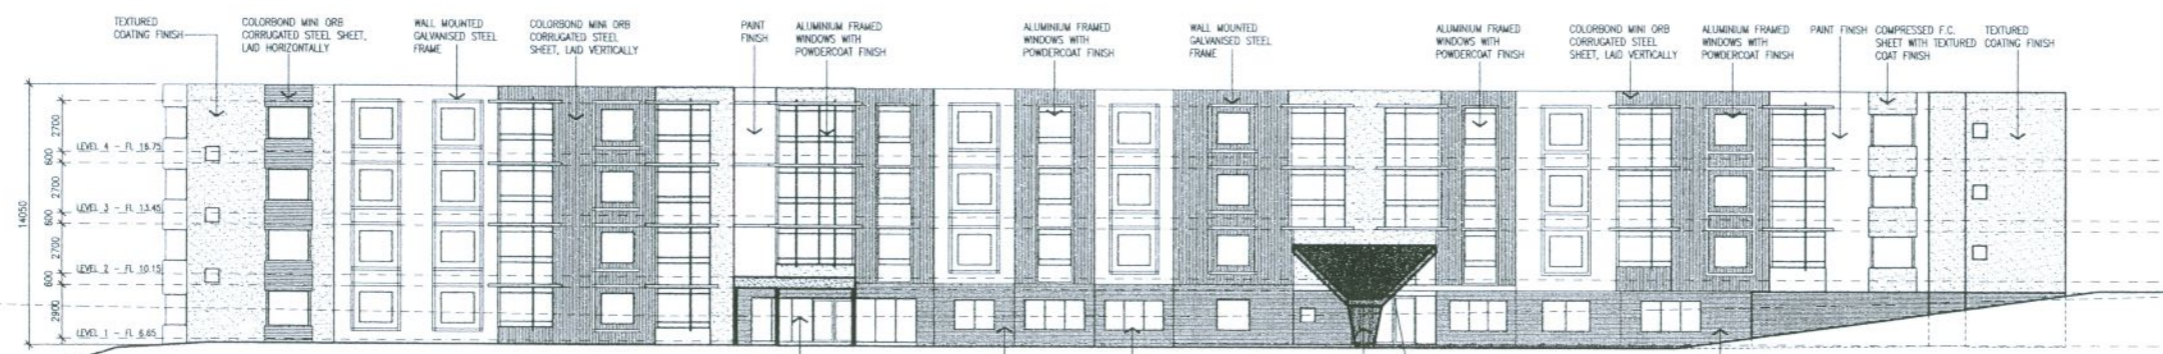 TEXTURED
COATING FINISH
COLORBOND MINI ORB
CORRUGATED STEEL SHEET,
LAID HORIZONTALLY
WALL MOUNTED
GALVANISED STEEL
FRAME
COLORBOND MINI ORB
CORRUGATED STEEL
SHEET, LAID VERTICALLY
PAINT
FINISH
ALUMINIUM FRAMED
WINDOWS WITH
POWDERCOAT FINISH
ALUMINIUM FRAMED
WINDOWS WITH
POWDERCOAT FINISH
WALL MOUNTED
GALVANISED STEEL
FRAME
ALUMINIUM FRAMED
WINDOWS WITH
POWDERCOAT FINISH
COLORBOND MINI ORB
CORRUGATED STEEL
SHEET, LAID VERTICALLY
ALUMINIUM FRAMED
WINDOWS WITH
POWDERCOAT FINISH
PAINT FINISH
COMPRESSED F.C.
SHEET WITH TEXTURED
COAT FINISH
TEXTURED
COATING FINISH
14050
2700
600
2700
600
2700
600
2900
LEVEL 4 - FL 16.75
LEVEL 3 - FL 13.45
LEVEL 2 - FL 10.15
LEVEL 1 - FL 6.65